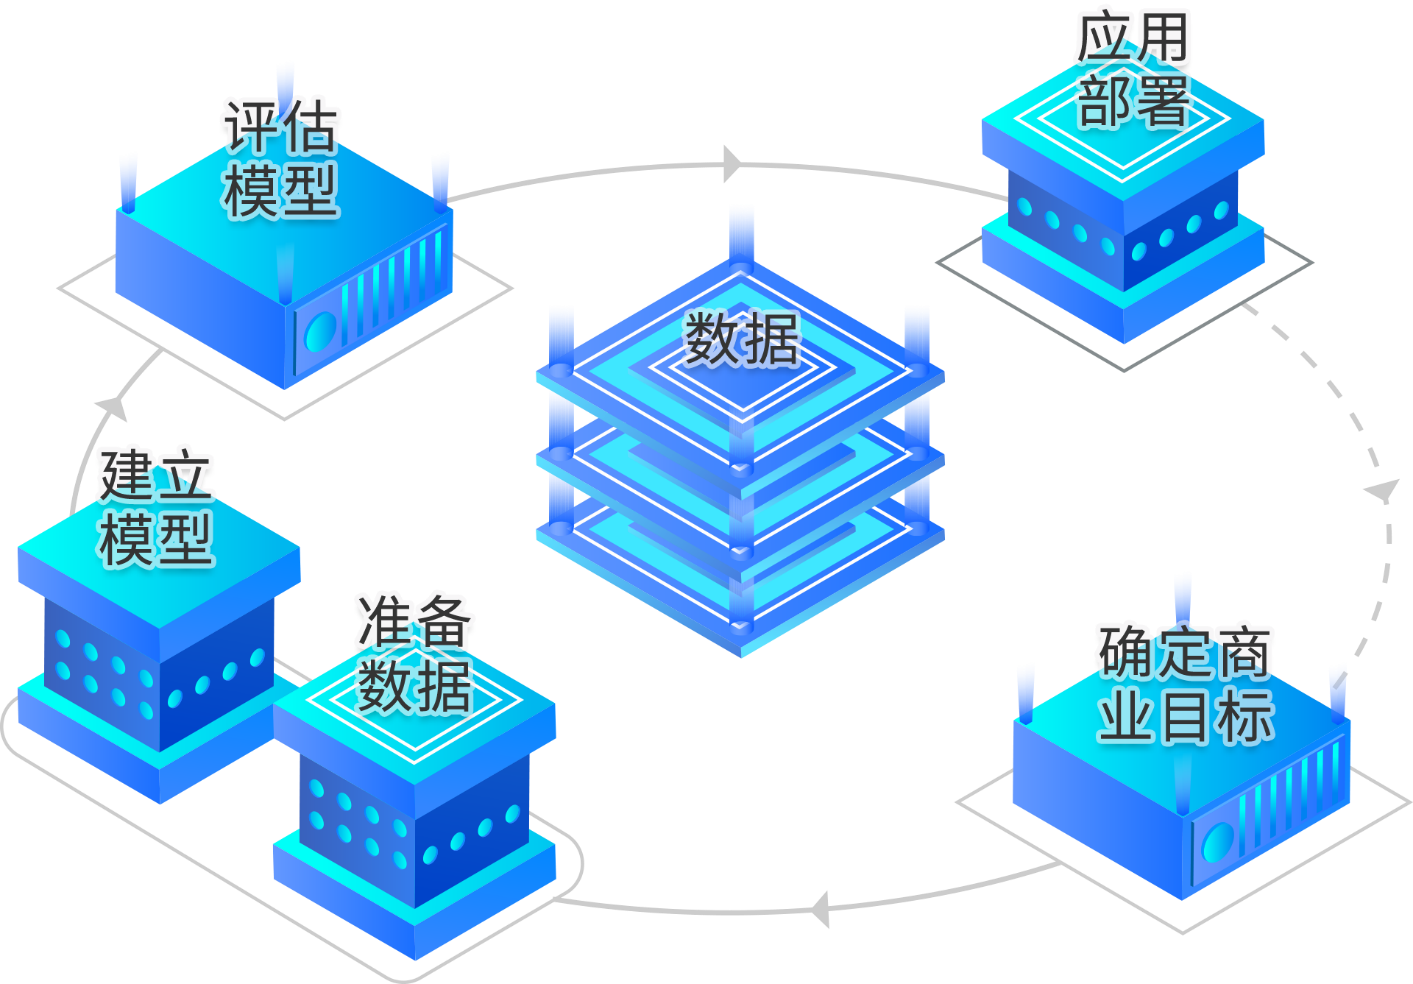 应用
部署
评估
模型
数据
建立
模型
准备
数据
确定商
业目标